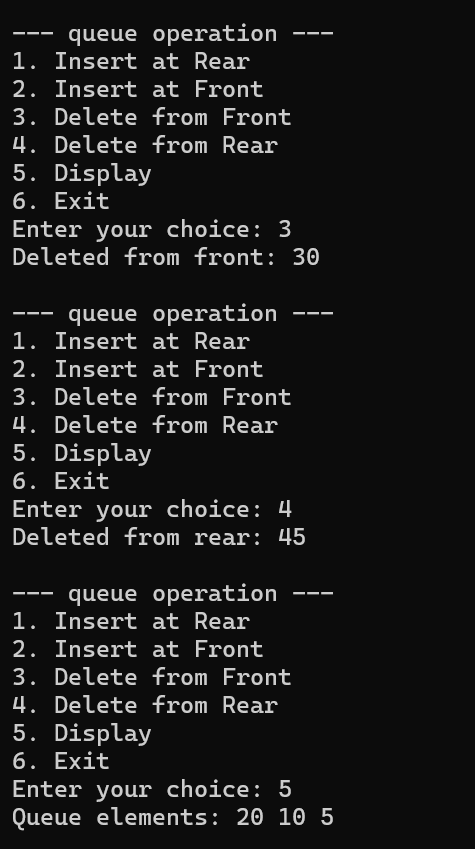 --- queue operation ---
1. Insert at Rear
2. Insert at Front
3. Delete from Front
4. Delete from Rear
5. Display
6. Exit
Enter your choice: 3
Deleted from front: 30

--- queue operation ---
1. Insert at Rear
2. Insert at Front
3. Delete from Front
4. Delete from Rear
5. Display
6. Exit
Enter your choice: 4
Deleted from rear: 45

--- queue operation ---
1. Insert at Rear
2. Insert at Front
3. Delete from Front
4. Delete from Rear
5. Display
6. Exit
Enter your choice: 5
Queue elements: 20 10 5